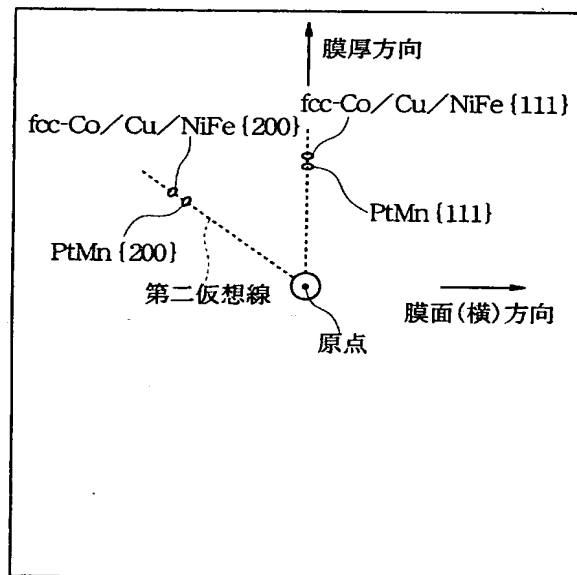 膜厚方向
fcc-Co／Cu／NiFe{111}
fcc-Co／Cu／NiFe{200}
PtMn{111}
PtMn{200}
第二仮想線
膜面(横)方向
原点